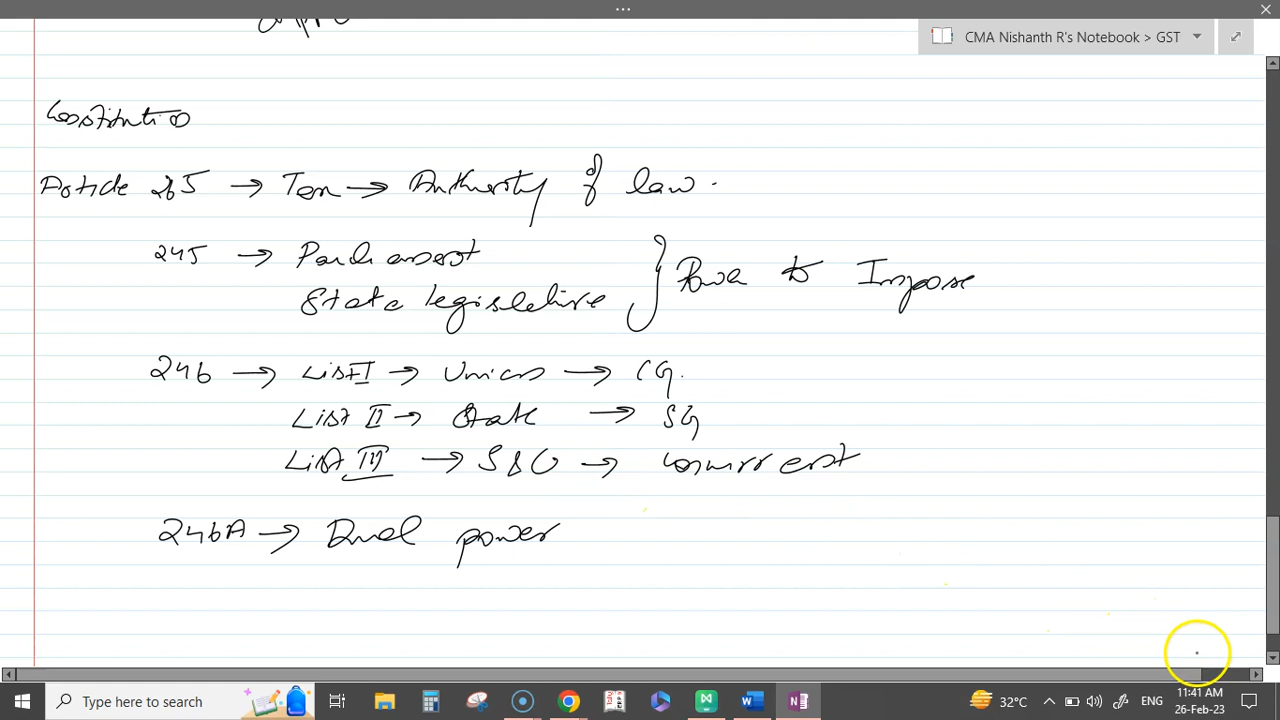 ...
CMA Nishanth R's Notebook > GST
Constitution
Article 265 → Tax → Authority of law.
245 → Parliament
State legislative } Power to Impose
246 → List I → Union → CG.
List II → State → SG
List III → S & U → Concurrent
246A → Dual power
Type here to search
32°C
ENG
11:41 AM
26-Feb-23